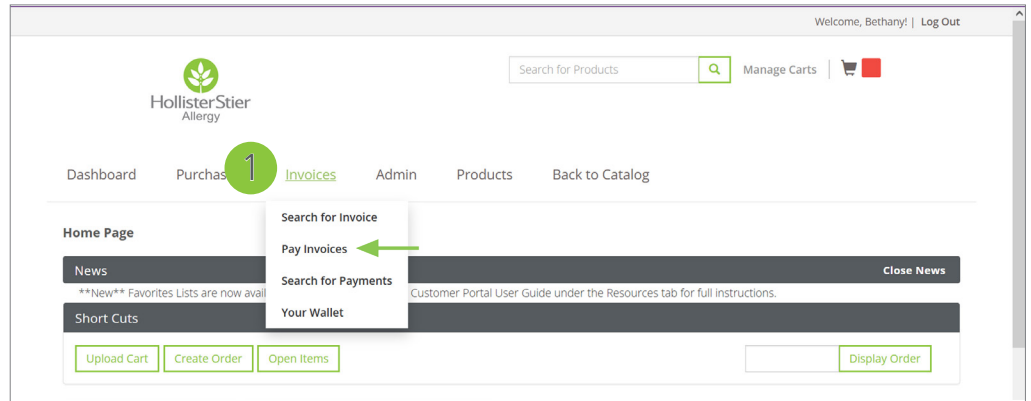 Welcome, Bethany! | Log Out
HollisterStier
Allergy
Search for Products
Manage Carts
Dashboard Purchas 1 Invoices Admin Products Back to Catalog
Search for Invoice
Home Page
Pay Invoices
News Close News
Search for Payments
**New** Favorites Lists are now avail Customer Portal User Guide under the Resources tab for full instructions.
Your Wallet
Short Cuts
Upload Cart Create Order Open Items Display Order